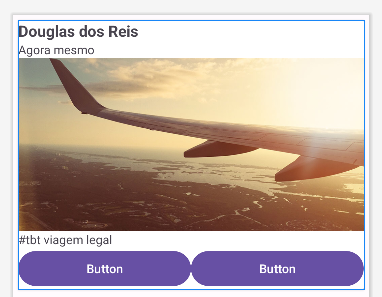 Douglas dos Reis
Agora mesmo
#tbt viagem legal
Button Button